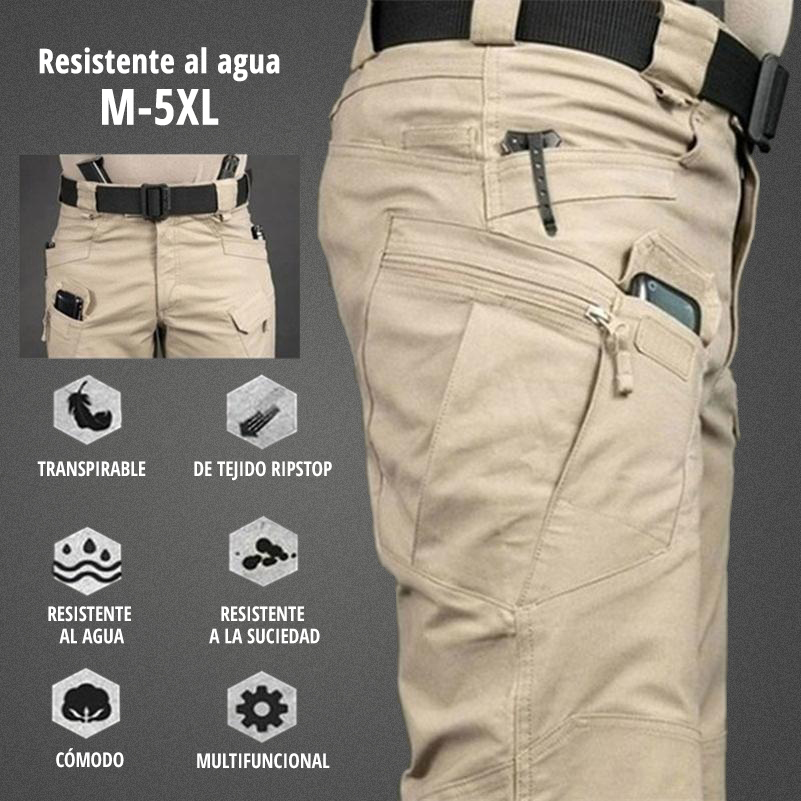 Resistente al agua
M-5XL
TRANSPIRABLE
DE TEJIDO RIPSTOP
RESISTENTE
AL AGUA
RESISTENTE
A LA SUCIEDAD
CÓMODO
MULTIFUNCIONAL